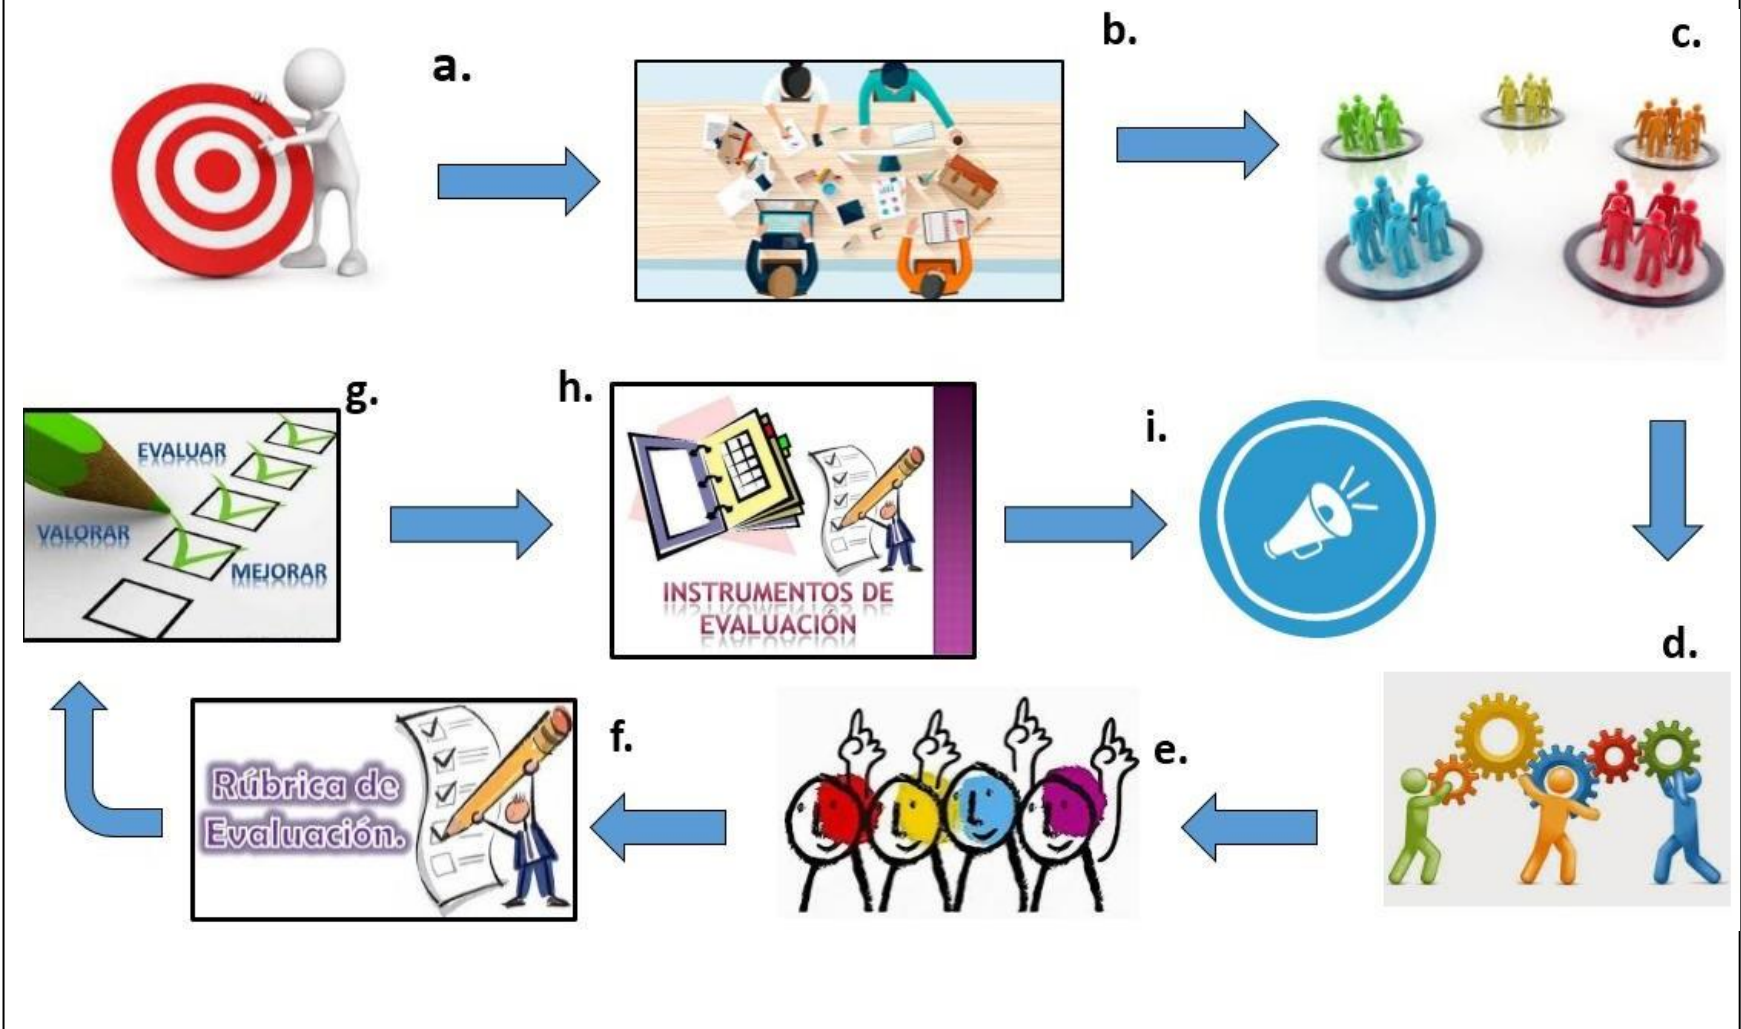 a.
b.
c.
g.
EVALUAR
VALORAR
MEJORAR
h.
INSTRUMENTOS DE
EVALUACIÓN
i.
d.
Rúbrica de
Evaluación.
f.
e.